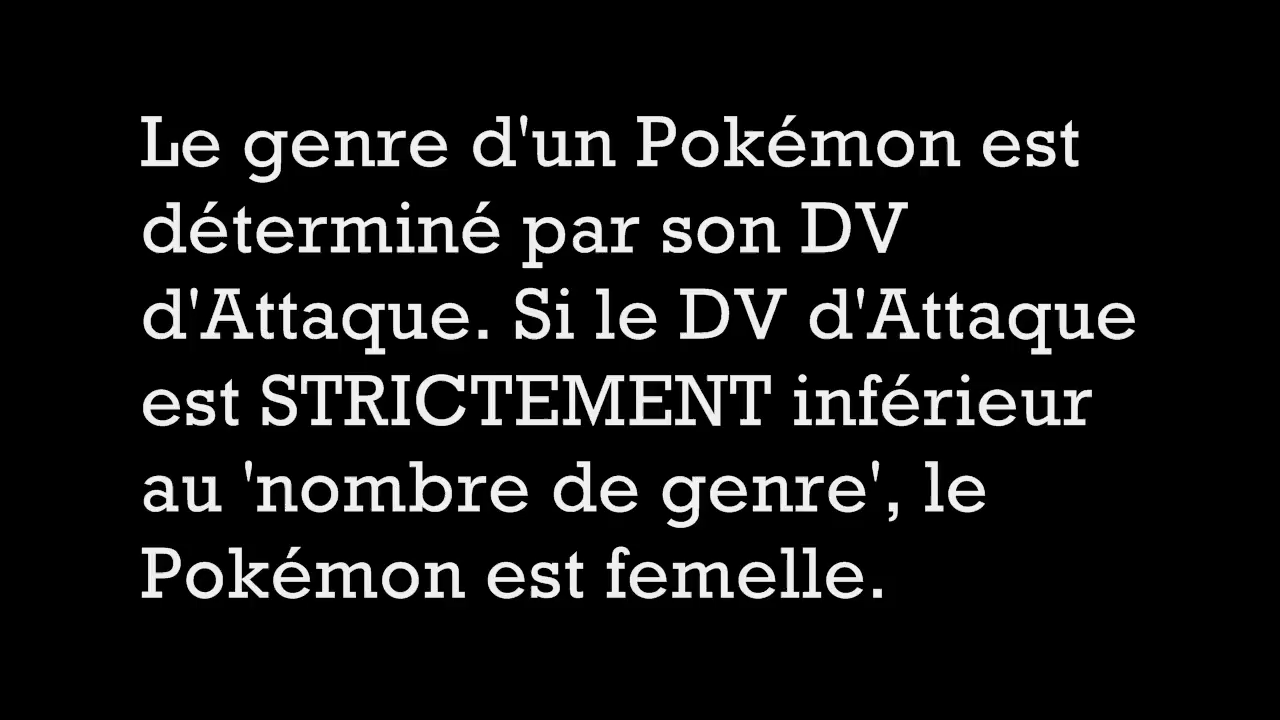 Le genre d'un Pokémon est
déterminé par son DV
d'Attaque. Si le DV d'Attaque
est STRICTEMENT inférieur
au 'nombre de genre', le
Pokémon est femelle.